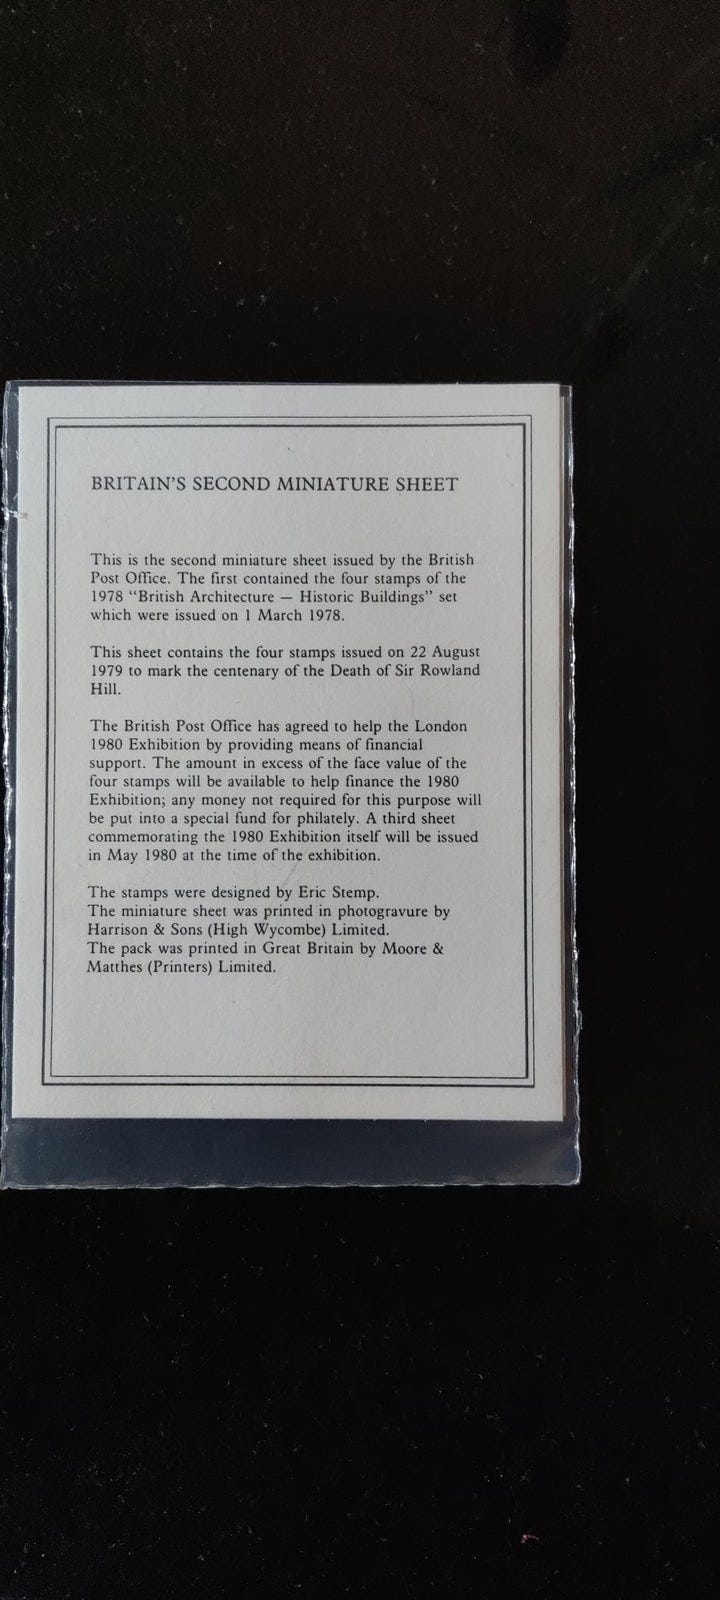 BRITAIN'S SECOND MINIATURE SHEET
This is the second miniature sheet issued by the British
Post Office. The first contained the four stamps of the
1978 “British Architecture — Historic Buildings” set
which were issued on 1 March 1978.
This sheet contains the four stamps issued on 22 August
1979 to mark the centenary of the Death of Sir Rowland
Hill.
The British Post Office has agreed to help the London
1980 Exhibition by providing means of financial
support. The amount in excess of the face value of the
four stamps will be available to help finance the 1980
Exhibition; any money not required for this purpose will
be put into a special fund for philately. A third sheet
commemorating the 1980 Exhibition itself will be issued
in May 1980 at the time of the exhibition.
The stamps were designed by Eric Stemp.
The miniature sheet was printed in photogravure by
Harrison & Sons (High Wycombe) Limited.
The pack was printed in Great Britain by Moore &
Matthes (Printers) Limited.